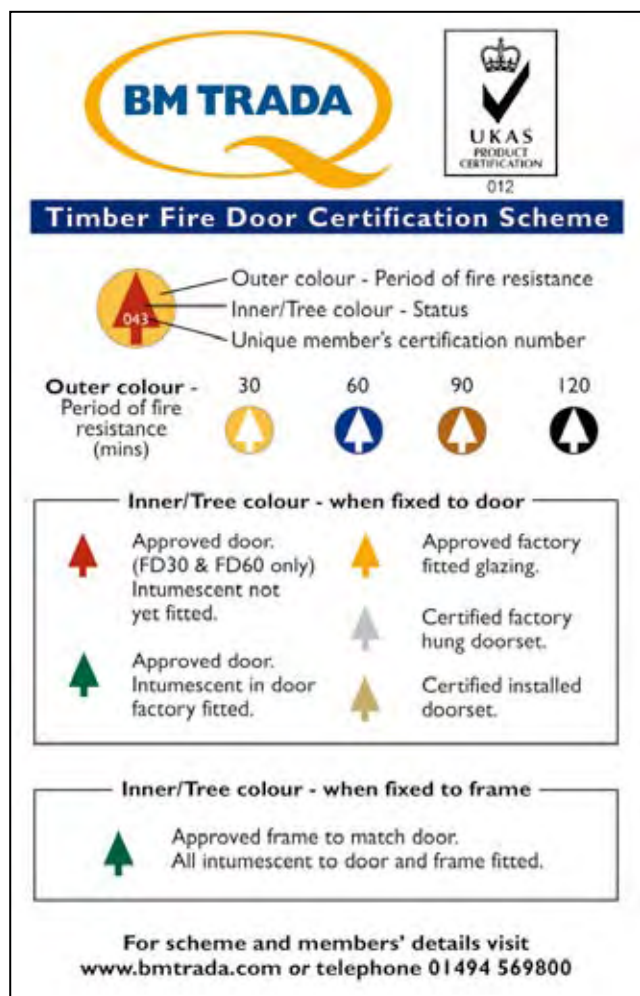 BM TRADA
UKAS
PRODUCT
CERTIFICATION
012
Timber Fire Door Certification Scheme
Outer colour - Period of fire resistance
Inner/Tree colour - Status
043
Unique member's certification number
Outer colour - 30 60 90 120
Period of fire
resistance
(mins)
Inner/Tree colour - when fixed to door
Approved door.
(FD30 & FD60 only)
Intumescent not
yet fitted.
Approved door.
Intumescent in door
factory fitted.
Approved factory
fitted glazing.
Certified factory
hung doorset.
Certified installed
doorset.
Inner/Tree colour - when fixed to frame
Approved frame to match door.
All intumescent to door and frame fitted.
For scheme and members' details visit
www.bmtrada.com or telephone 01494 569800